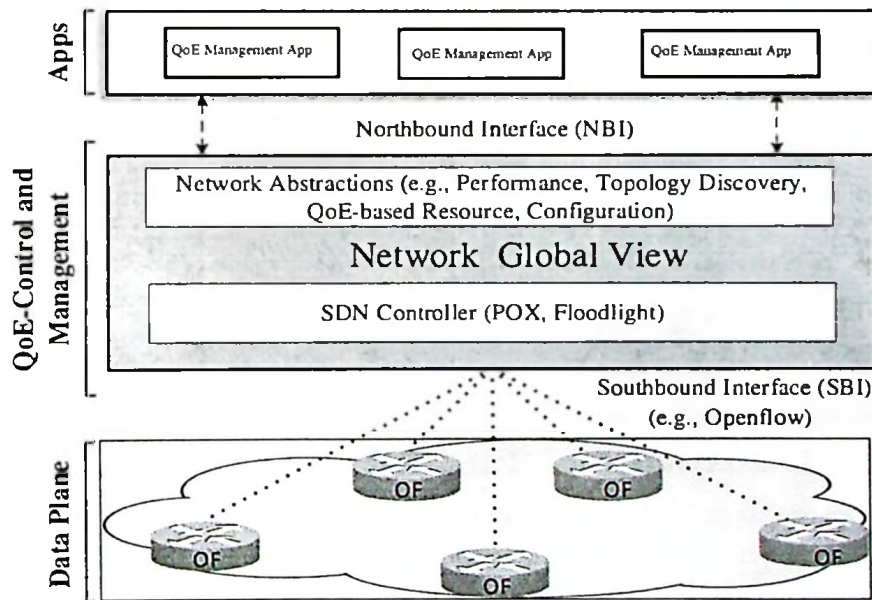 Apps
QoE Management App
QoE Management App
QoE Management App
Northbound Interface (NBI)
QoE-Control and
Management
Network Abstractions (e.g., Performance, Topology Discovery,
QoE-based Resource, Configuration)
Network Global View
SDN Controller (POX, Floodlight)
Southbound Interface (SBI)
(e.g., Openflow)
Data Plane
OF
OF
OF
OF
OF